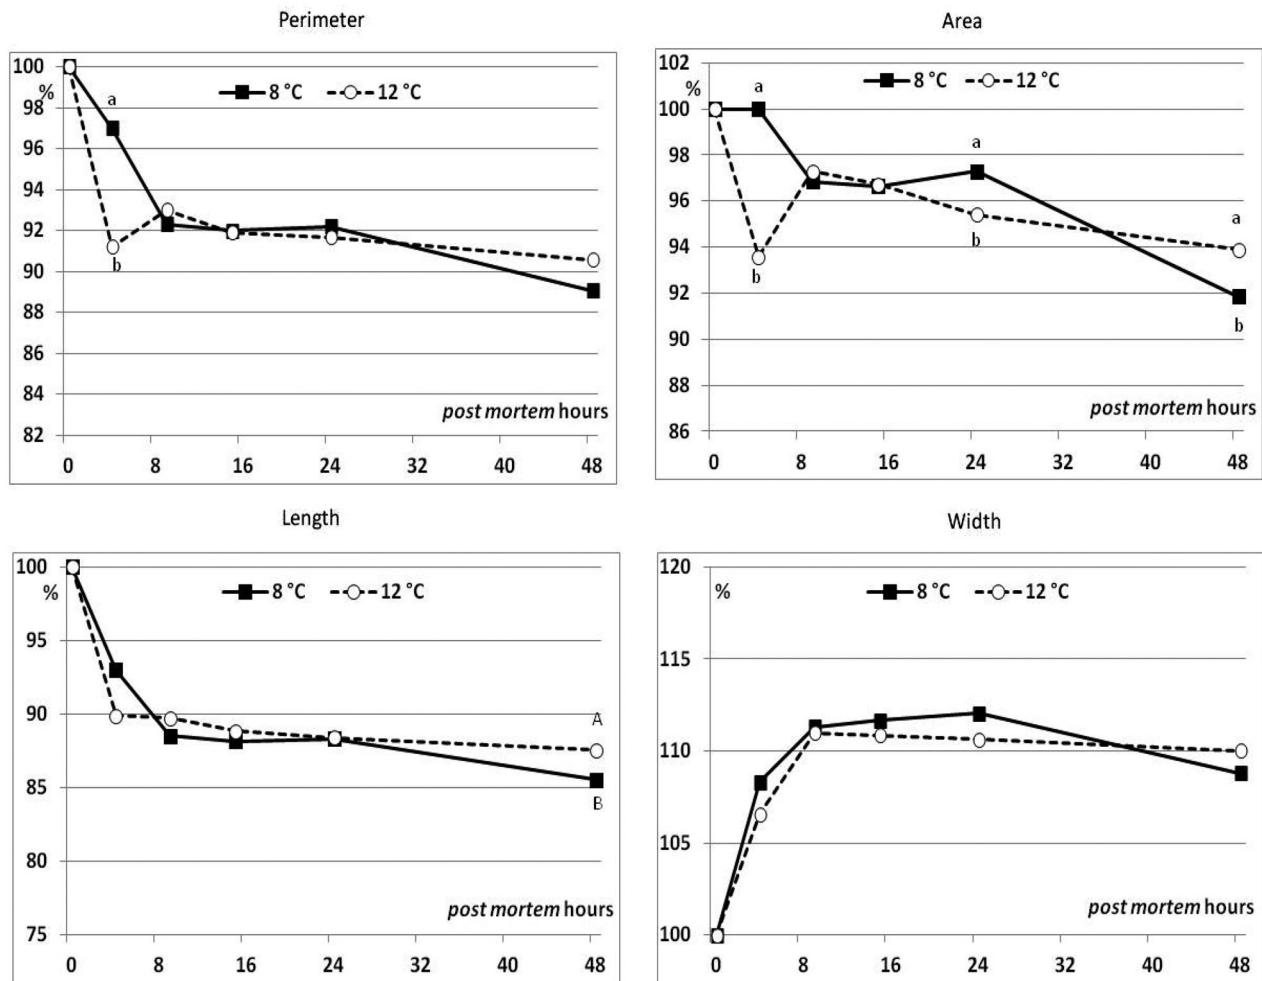 Perimeter
100
%
8 °C
12 °C
98
a
96
94
92
90
b
88
86
84
post mortem hours
82
0 8 16 24 32 40 48
Area
102
8 °C
12 °C
%
a
100
98
a
96
a
94
b
b
92
b
90
88
post mortem hours
86
0 8 16 24 32 40 48
Length
100
%
8 °C
12 °C
95
90
A
85
B
80
post mortem hours
75
0 8 16 24 32 40 48
Width
120
%
8 °C
12 °C
115
110
105
post mortem hours
100
0 8 16 24 32 40 48